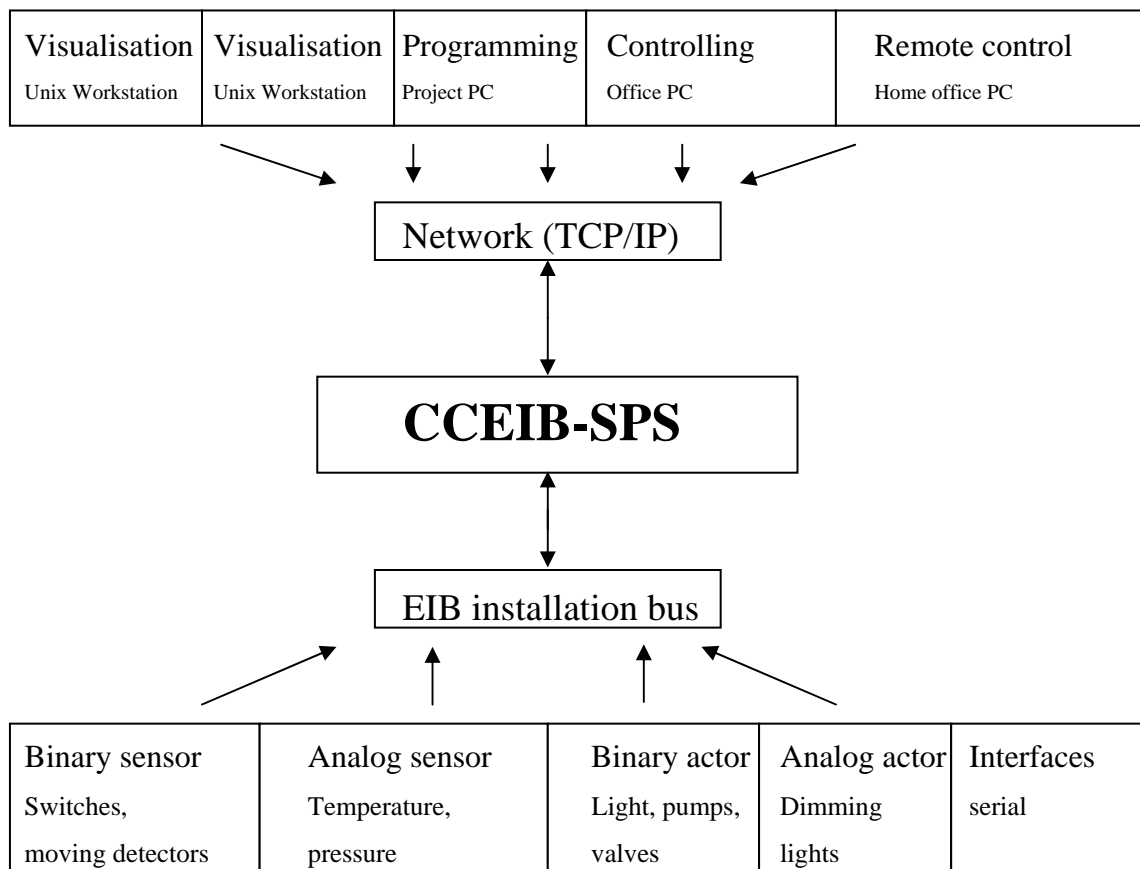 Visualisation
Unix Workstation
Visualisation
Unix Workstation
Programming
Project PC
Controlling
Office PC
Remote control
Home office PC
Network (TCP/IP)
CCEIB-SPS
EIB installation bus
Binary sensor
Switches,
moving detectors
Analog sensor
Temperature,
pressure
Binary actor
Light, pumps,
valves
Analog actor
Dimming
lights
Interfaces
serial